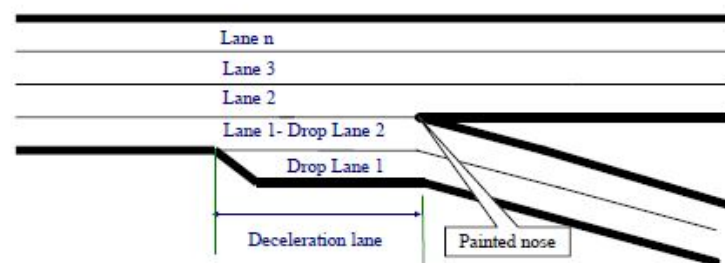 Lane n
Lane 3
Lane 2
Lane 1- Drop Lane 2
Drop Lane 1
Deceleration lane
Painted nose